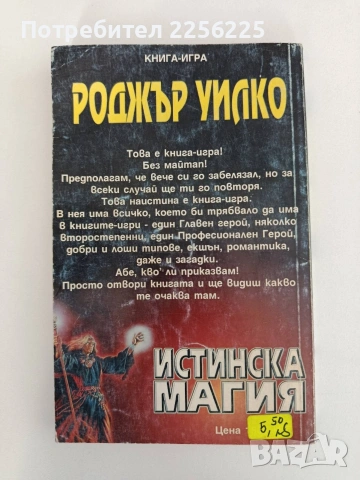 0882256701
КНИГА-ИГРА
РОДЖЪР УИЛКО
Това е книга-игра!
Без майтап!
Предполагам, че вече си го забелязал, но за
всеки случай ще ти го повторя.
Това наистина е книга-игра.
В нея има всичко, което би трябвало да има
в книгите-игри - един Главен герой, няколко
второстепенни, един Професионален Герой,
добри и лоши типове, екшън, романтика,
даже и загадки.
Абе, кво' ли приказвам!
Просто отвори книгата и ще видиш какво
те очаква там.
ИСТИНСКА
МАГИЯ
Цена
BAZAR